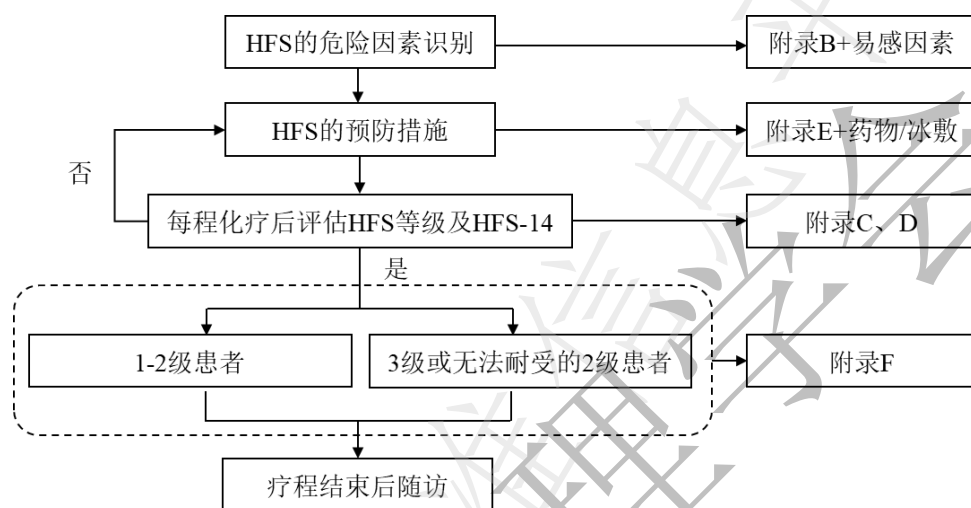 HFS的危险因素识别
附录B+易感因素
HFS的预防措施
附录E+药物/冰敷
否
每程化疗后评估HFS等级及HFS-14
附录C、D
是
1-2级患者
3级或无法耐受的2级患者
附录F
疗程结束后随访